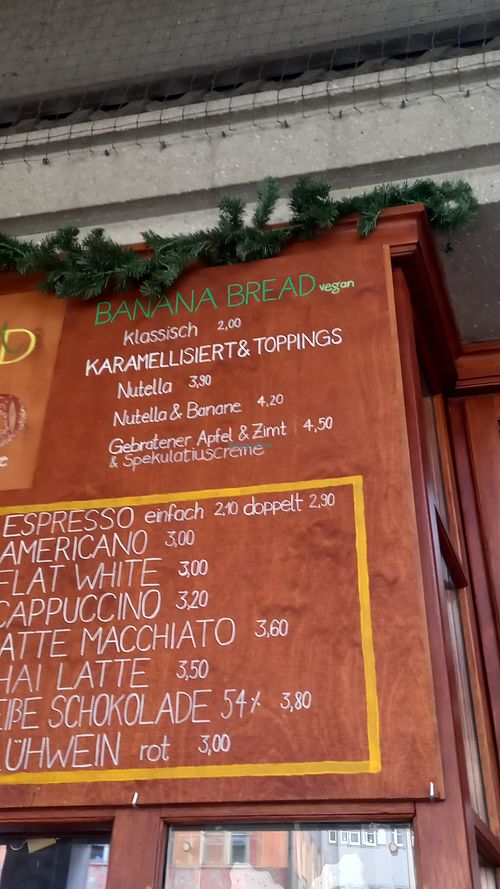 BANANA BREAD vegan
klassisch 2,00
KARAMELLISIERT & TOPPINGS
Nutella 3,90
Nutella & Banane 4,20
Gebratener Apfel & Zimt 4,50
& Spekulatiuscreme
D
e
ESPRESSO einfach 2,10 doppelt 2,90
AMERICANO 3,00
FLAT WHITE 3,00
CAPPUCCINO 3,20
ATTE MACCHIATO 3,60
HAI LATTE 3,50
EIßE SCHOKOLADE 54% 3,80
LÜHWEIN rot 3,00